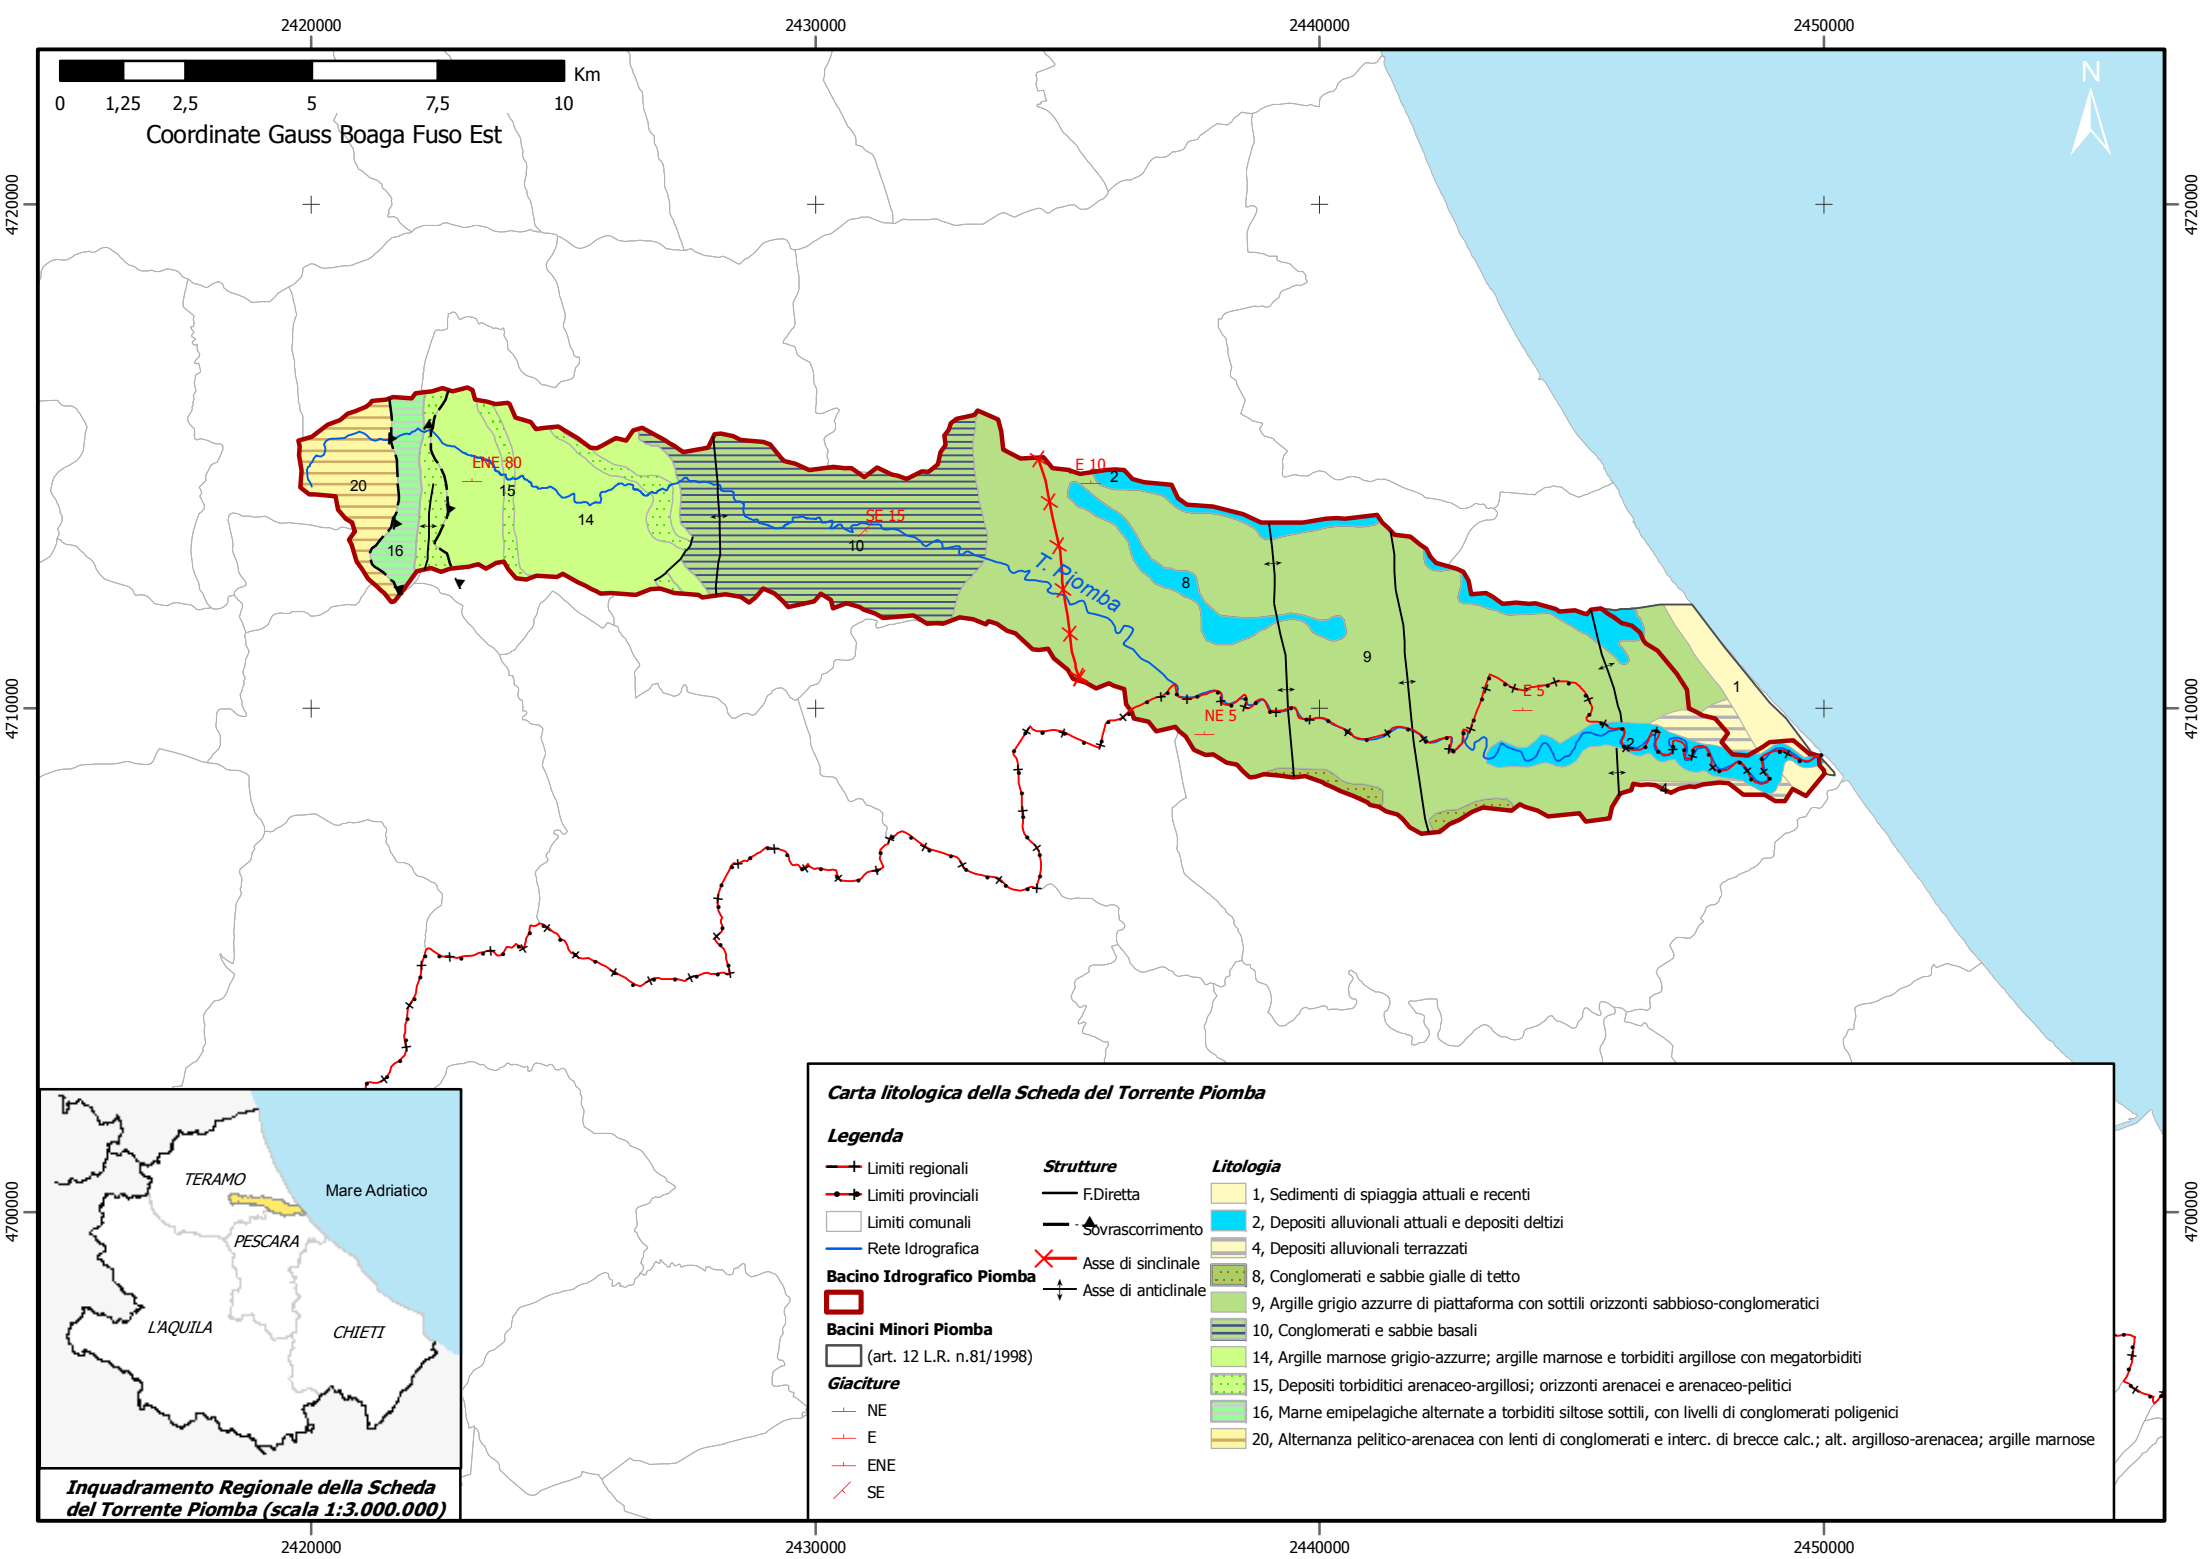 2420000 2430000 2440000 2450000
Km
0 1,25 2,5 5 7,5 10
Coordinate Gauss Boaga Fuso Est
N
4720000 4720000
ENE 80
E 10
2
20
15
14
SE 15
10
16
T. Piomba
8
9
1
E 5
NE 5
2
4
4710000 4710000
4700000 4700000
TERAMO
Mare Adriatico
PESCARA
L'AQUILA
CHIETI
Inquadramento Regionale della Scheda
del Torrente Piomba (scala 1:3.000.000)
Carta litologica della Scheda del Torrente Piomba
Legenda
Limiti regionali
Limiti provinciali
Limiti comunali
Rete Idrografica
Bacino Idrografico Piomba
Bacini Minori Piomba
(art. 12 L.R. n.81/1998)
Giaciture
NE
E
ENE
SE
Strutture
F.Diretta
Sovrascorrimento
Asse di sinclinale
Asse di anticlinale
Litologia
1, Sedimenti di spiaggia attuali e recenti
2, Depositi alluvionali attuali e depositi deltizi
4, Depositi alluvionali terrazzati
8, Conglomerati e sabbie gialle di tetto
9, Argille grigio azzurre di piattaforma con sottili orizzonti sabbioso-conglomeratici
10, Conglomerati e sabbie basali
14, Argille marnose grigio-azzurre; argille marnose e torbiditi argillose con megatorbiditi
15, Depositi torbiditici arenaceo-argillosi; orizzonti arenacei e arenaceo-pelitici
16, Marne emipelagiche alternate a torbiditi siltose sottili, con livelli di conglomerati poligenici
20, Alternanza pelitico-arenacea con lenti di conglomerati e interc. di brecce calc.; alt. argilloso-arenacea; argille marnose
2420000 2430000 2440000 2450000